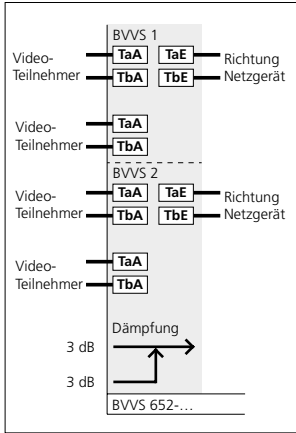 BVVS 1
Video-
Teilnehmer
TaA TaE
TbA TbE
Richtung
Netzgerät
Video-
Teilnehmer
TaA
TbA
BVVS 2
Video-
Teilnehmer
TaA TaE
TbA TbE
Richtung
Netzgerät
Video-
Teilnehmer
TaA
TbA
Dämpfung
3 dB
3 dB
BVVS 652-...